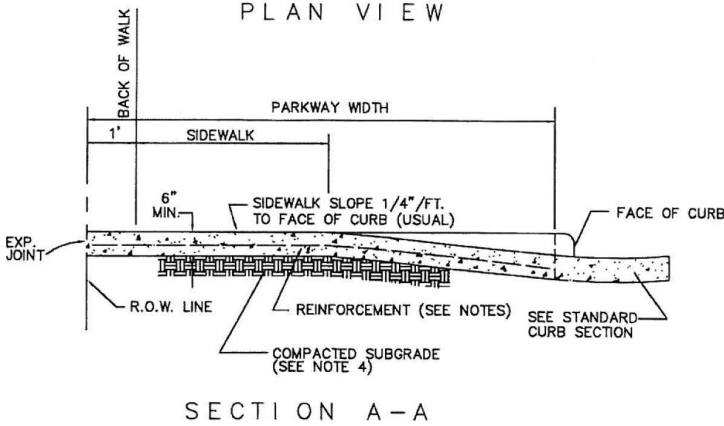 PLAN VIEW
BACK OF WALK
PARKWAY WIDTH
1'
SIDEWALK
6"
MIN.
SIDEWALK SLOPE 1/4"/FT.
TO FACE OF CURB (USUAL)
FACE OF CURB
EXP.
JOINT
R.O.W. LINE
REINFORCEMENT (SEE NOTES)
SEE STANDARD
CURB SECTION
COMPACTED SUBGRADE
(SEE NOTE 4)
SECTION A-A